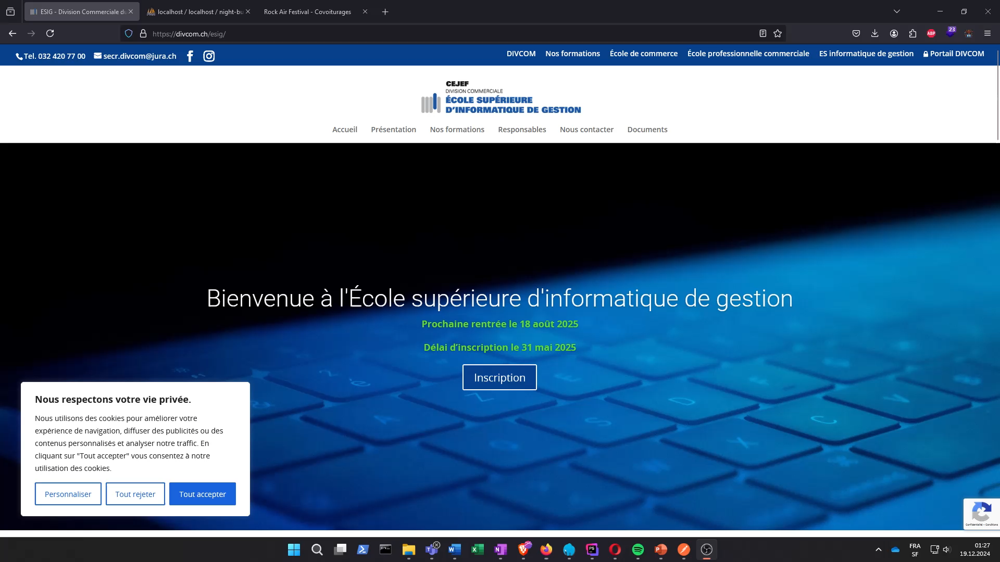 ESIG - Division Commerciale du
localhost / localhost / night-bu
Rock Air Festival - Covoiturages
https://divcom.ch/esig/
ABP
23
Tel. 032 420 77 00
secr.divcom@jura.ch
DIVCOM
Nos formations
École de commerce
École professionnelle commerciale
ES informatique de gestion
Portail DIVCOM
CEJEF
DIVISION COMMERCIALE
ÉCOLE SUPÉRIEURE
D'INFORMATIQUE DE GESTION
Accueil
Présentation
Nos formations
Responsables
Nous contacter
Documents
Bienvenue à l'École supérieure d'informatique de gestion
Prochaine rentrée le 18 août 2025
Délai d’inscription le 31 mai 2025
Inscription
Nous respectons votre vie privée.
Nous utilisons des cookies pour améliorer votre
expérience de navigation, diffuser des publicités ou des
contenus personnalisés et analyser notre traffic. En
cliquant sur "Tout accepter" vous consentez à notre
utilisation des cookies.
Personnaliser
Tout rejeter
Tout accepter
A
S
D
Z
X
C
V
Confidentialité - Conditions
FRA
SF
01:27
19.12.2024